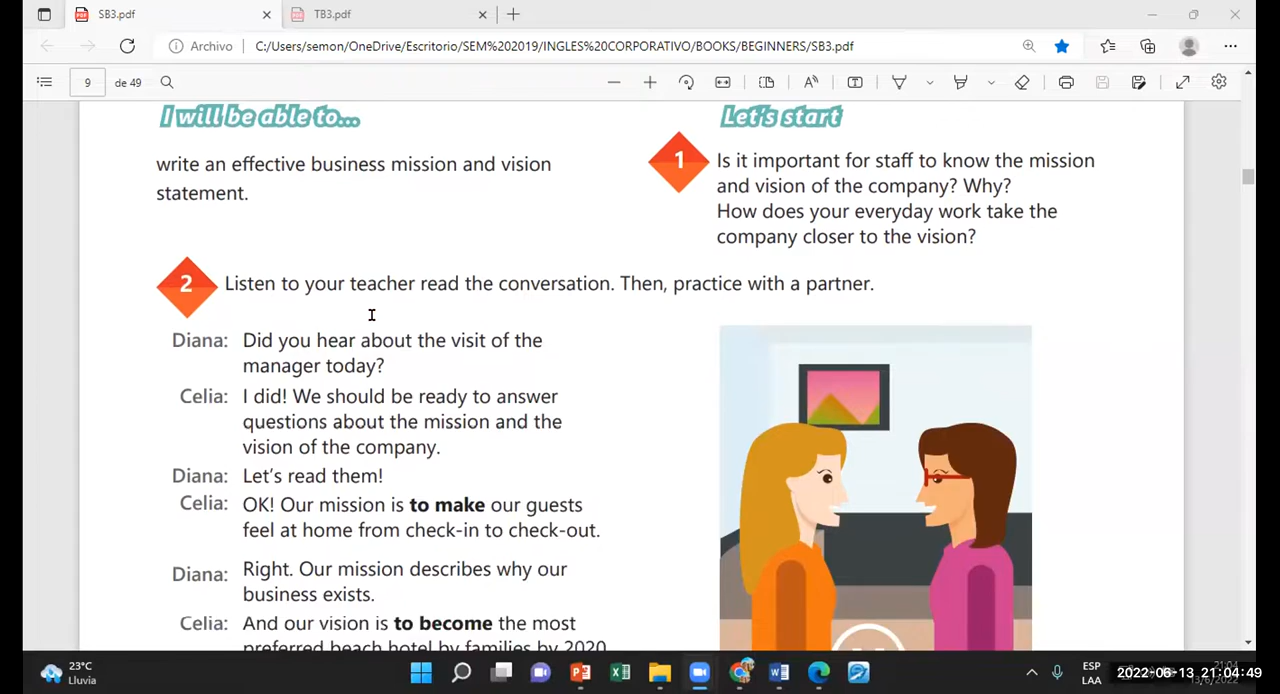 SB3.pdf
TB3.pdf
Archivo
C:/Users/semon/OneDrive/Escritorio/SEM%202019/INGLES%20CORPORATIVO/BOOKS/BEGINNERS/SB3.pdf
9
de 49
I will be able to...
write an effective business mission and vision
statement.
Let's start
1
Is it important for staff to know the mission
and vision of the company? Why?
How does your everyday work take the
company closer to the vision?
2
Listen to your teacher read the conversation. Then, practice with a partner.
Diana: Did you hear about the visit of the
manager today?
Celia: I did! We should be ready to answer
questions about the mission and the
vision of the company.
Diana: Let's read them!
Celia: OK! Our mission is to make our guests
feel at home from check-in to check-out.
Diana: Right. Our mission describes why our
business exists.
Celia: And our vision is to become the most
preferred beach hotel by families by 2020
23°C
Lluvia
ESP
LAA
2022-06-13 21:04:49